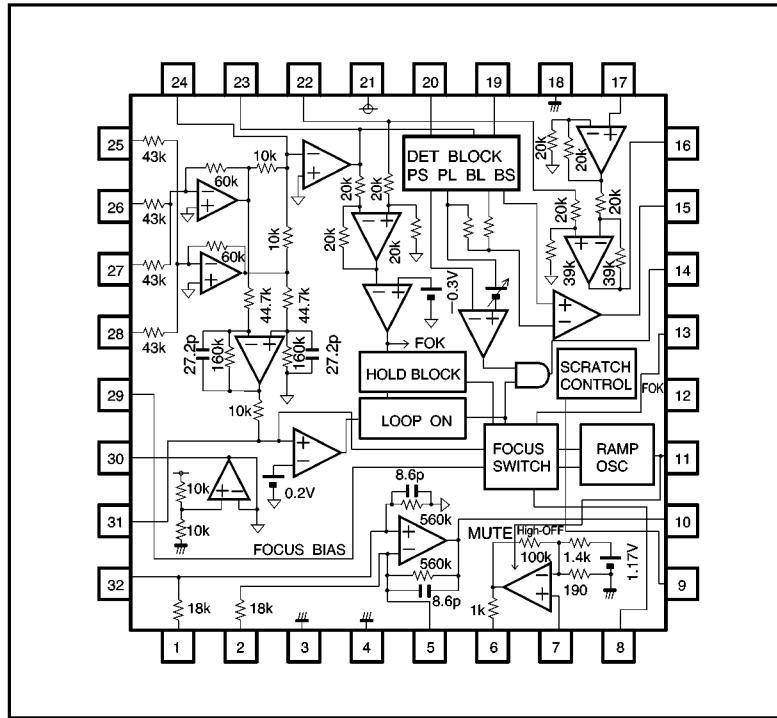 24 23 22 21 20 19 18 17
25
43k
26
43k
27
43k
28
43k
29
30
31
32
16
15
14
13
12
11
10
9
1 2 3 4 5 6 7 8
60k
10k
60k
10k
44.7k
44.7k
27.2p
160k
160k
27.2p
10k
20k
20k
20k
20k
0.3V
FOK
DET BLOCK
PS PL BL BS
20k
20k
20k
20k
39k
39k
HOLD BLOCK
LOOP ON
SCRATCH
CONTROL
FOK
FOCUS
SWITCH
RAMP
OSC
0.2V
10k
10k
FOCUS BIAS
8.6p
560k
560k
8.6p
MUTE
High-OFF
100k
1.4k
190
1.17V
1k
18k
18k